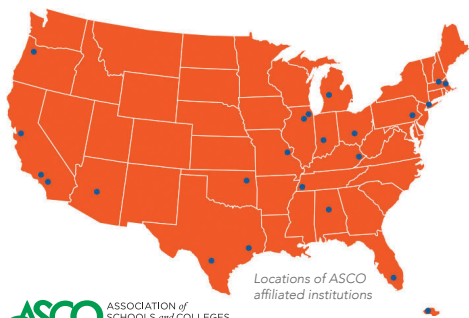 Locations of ASCO
affiliated institutions
ASCO
ASSOCIATION of
SCHOOLS and COLLEGES